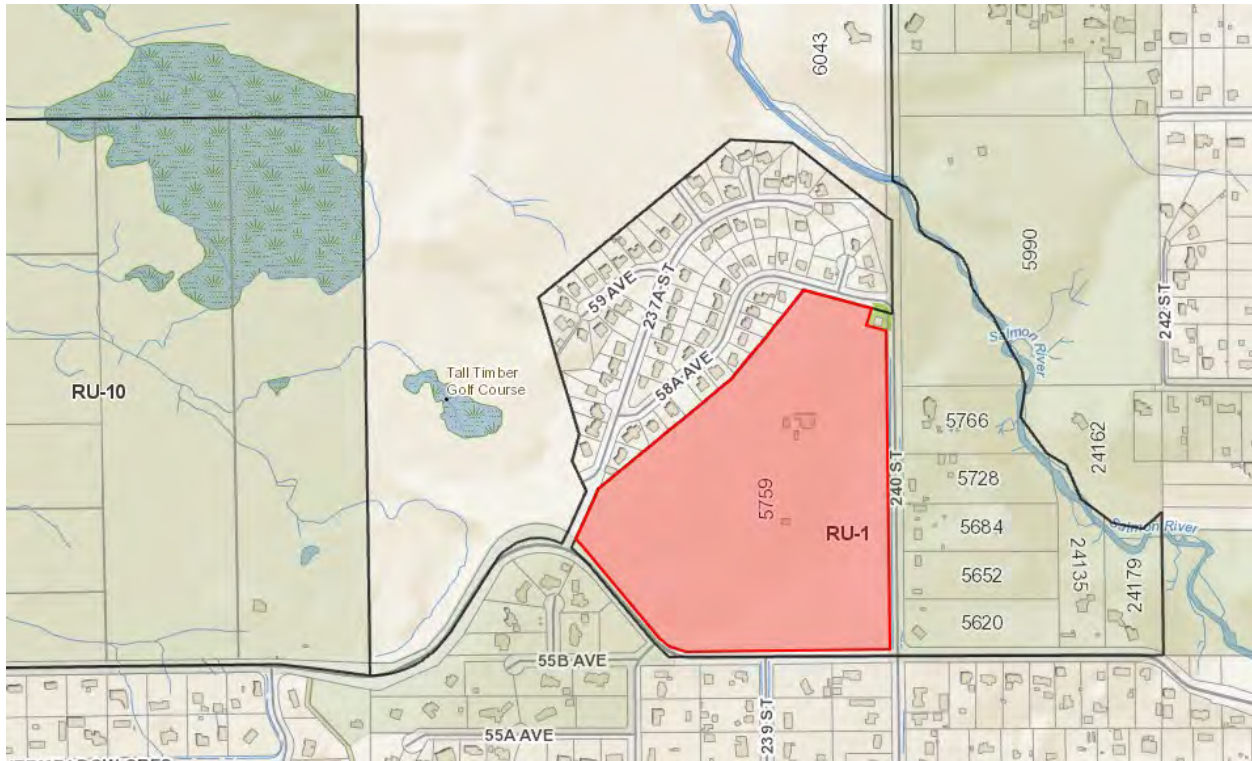 6043
5990
242 ST
59 AVE
237A ST
58A AVE
Salmon
River
Tall Timber
Golf Course
RU-10
5766
24162
240 ST
5728
5759
5684
RU-1
Salmon River
5652
24135
24179
5620
55B AVE
55A AVE
239 ST